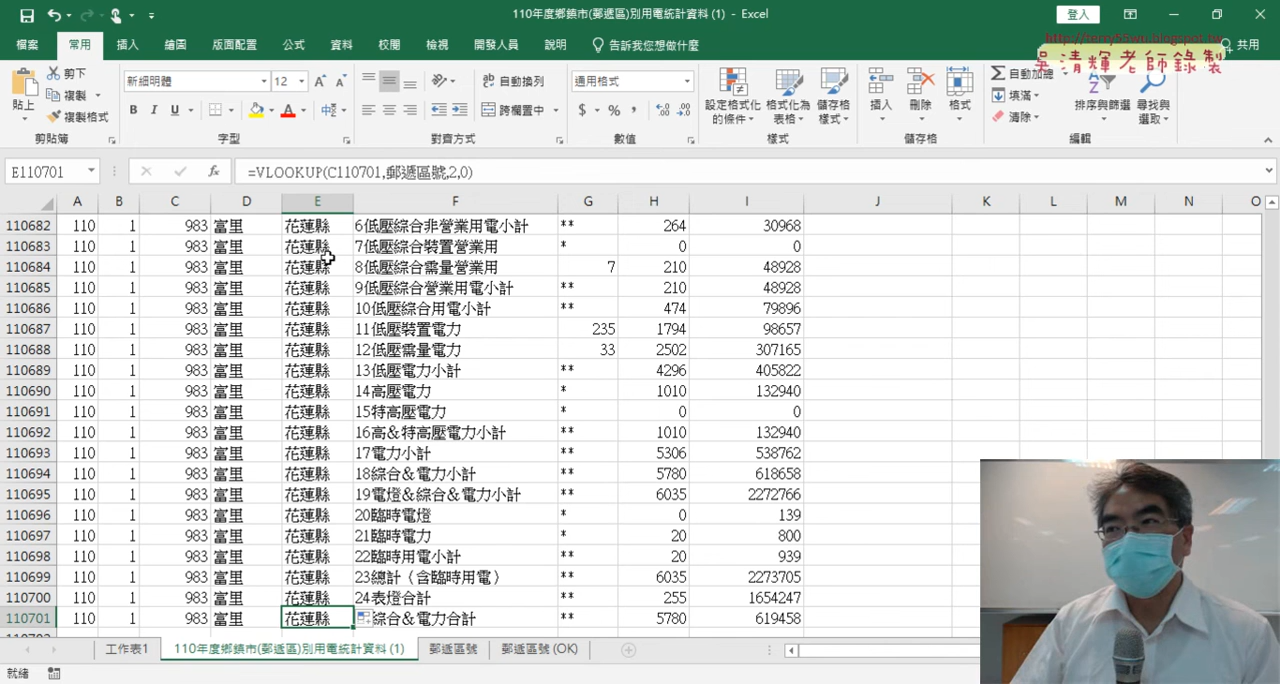 110年度鄉鎮市(郵遞區)別用電統計資料 (1) - Excel
登入
http://terry55wu.blogspot.tw
吳清輝老師錄製
檔案 常用 插入 繪圖 版面配置 公式 資料 校閱 檢視 開發人員 說明 告訴我您想做什麼 共用
貼上 剪下 複製 複製格式 剪貼簿
新細明體 12 B I U 中 字型
自動換列 跨欄置中 對齊方式
通用格式 $ % 數值
設定格式化的條件 格式化為表格 儲存格樣式 樣式
插入 刪除 格式 儲存格
Σ 自動加總 填滿 清除 排序與篩選 尋找與選取 編輯
E110701 fx =VLOOKUP(C110701,郵遞區號,2,0)
A B C D E F G H I J K L M N O
110682 110 1 983 富里 花蓮縣 6低壓綜合非營業用電小計 ** 264 30968
110683 110 1 983 富里 花蓮縣 7低壓綜合裝置營業用 * 0 0
110684 110 1 983 富里 花蓮縣 8低壓綜合需量營業用 7 210 48928
110685 110 1 983 富里 花蓮縣 9低壓綜合營業用電小計 ** 210 48928
110686 110 1 983 富里 花蓮縣 10低壓綜合用電小計 ** 474 79896
110687 110 1 983 富里 花蓮縣 11低壓裝置電力 235 1794 98657
110688 110 1 983 富里 花蓮縣 12低壓需量電力 33 2502 307165
110689 110 1 983 富里 花蓮縣 13低壓電力小計 ** 4296 405822
110690 110 1 983 富里 花蓮縣 14高壓電力 * 1010 132940
110691 110 1 983 富里 花蓮縣 15特高壓電力 * 0 0
110692 110 1 983 富里 花蓮縣 16高&特高壓電力小計 ** 1010 132940
110693 110 1 983 富里 花蓮縣 17電力小計 ** 5306 538762
110694 110 1 983 富里 花蓮縣 18綜合&電力小計 ** 5780 618658
110695 110 1 983 富里 花蓮縣 19電燈&綜合&電力小計 ** 6035 2272766
110696 110 1 983 富里 花蓮縣 20臨時電燈 * 0 139
110697 110 1 983 富里 花蓮縣 21臨時電力 * 20 800
110698 110 1 983 富里 花蓮縣 22臨時用電小計 ** 20 939
110699 110 1 983 富里 花蓮縣 23總計（含臨時用電） ** 6035 2273705
110700 110 1 983 富里 花蓮縣 24表燈合計 ** 255 1654247
110701 110 1 983 富里 花蓮縣 綜合&電力合計 ** 5780 619458
工作表1 110年度鄉鎮市(郵遞區)別用電統計資料 (1) 郵遞區號 郵遞區號 (OK)
就緒